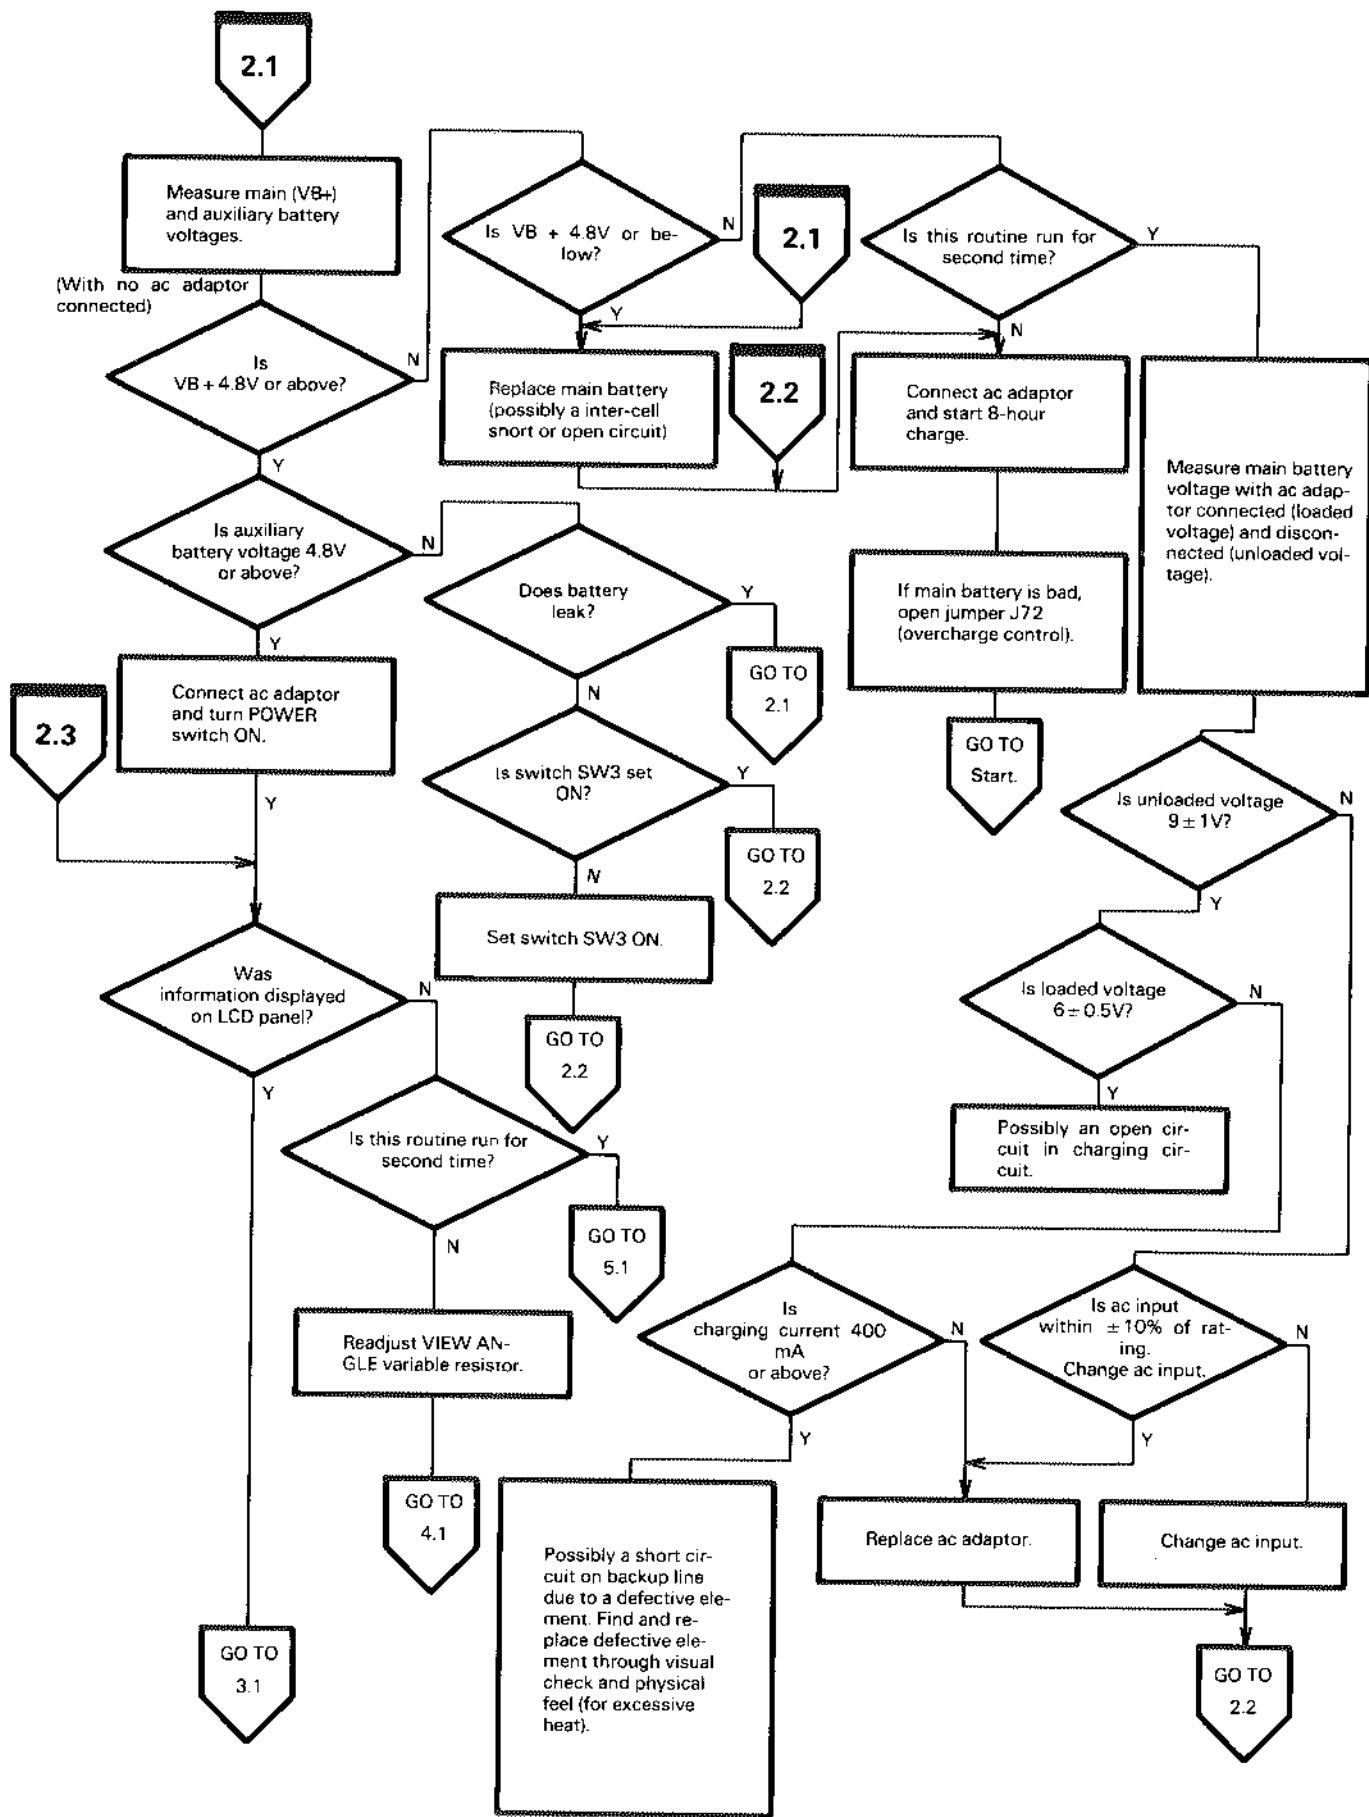 2.1
Measure main (VB+)
and auxiliary battery
voltages.
(With no ac adaptor
connected)
Is
VB + 4.8V or above?
N
Y
Is auxiliary
battery voltage 4.8V
or above?
N
Y
Connect ac adaptor
and turn POWER
switch ON.
2.3
Y
Was
information displayed
on LCD panel?
N
Y
GO TO
3.1
Is this routine run for
second time?
Y
N
GO TO
5.1
Readjust VIEW AN-
GLE variable resistor.
GO TO
4.1
Is VB + 4.8V or be-
low?
N
Y
2.1
Replace main battery
(possibly a inter-cell
snort or open circuit)
2.2
Does battery
leak?
Y
N
GO TO
2.1
Is switch SW3 set
ON?
Y
N
GO TO
2.2
Set switch SW3 ON.
GO TO
2.2
Is this routine run for
second time?
Y
N
Connect ac adaptor
and start 8-hour
charge.
If main battery is bad,
open jumper J72
(overcharge control).
GO TO
Start.
Measure main battery
voltage with ac adap-
tor connected (loaded
voltage) and discon-
nected (unloaded vol-
tage).
Is unloaded voltage
9 ± 1V?
N
Y
Is loaded voltage
6 ± 0.5V?
N
Y
Possibly an open cir-
cuit in charging cir-
cuit.
Is
charging current 400
mA
or above?
N
Y
Is ac input
within ±10% of rat-
ing.
Change ac input.
N
Y
Possibly a short cir-
cuit on backup line
due to a defective ele-
ment. Find and re-
place defective ele-
ment through visual
check and physical
feel (for excessive
heat).
Replace ac adaptor.
Change ac input.
GO TO
2.2